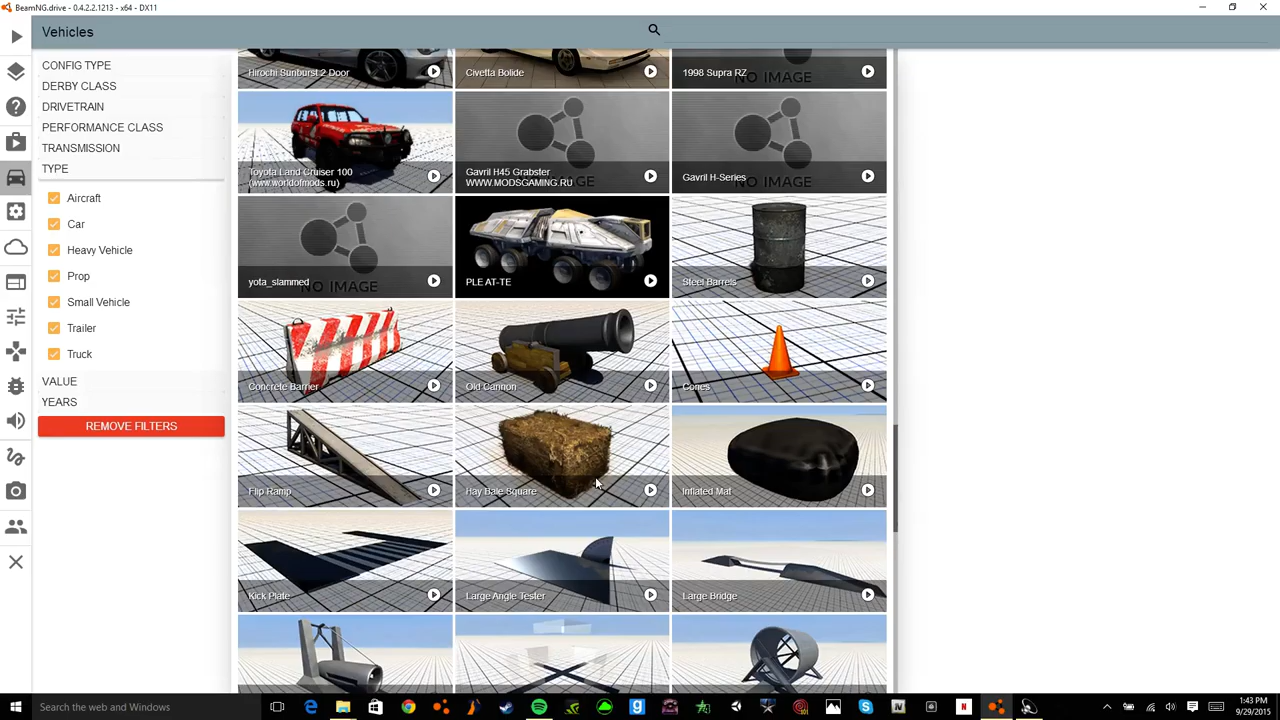 BeamNG.drive - 0.4.2.2.1213 - x64 - DX11
Vehicles
CONFIG TYPE
DERBY CLASS
DRIVETRAIN
PERFORMANCE CLASS
TRANSMISSION
TYPE
Aircraft
Car
Heavy Vehicle
Prop
Small Vehicle
Trailer
Truck
VALUE
YEARS
REMOVE FILTERS
Hirochi Sunburst 2 Door
Civetta Bolide
1998 Supra RZ
NO IMAGE
Toyota Land Cruiser 100
(www.worldofmods.ru)
Gavril H45 Grabster
WWW.MODSGAMING.RU
NO IMAGE
Gavril H-Series
NO IMAGE
yota_slammed
NO IMAGE
PLE AT-TE
Steel Barrels
Concrete Barrier
Old Cannon
Cones
Flip Ramp
Hay Bale Square
Inflated Mat
Kick Plate
Large Angle Tester
Large Bridge
Search the web and Windows
1:43 PM
9/29/2015